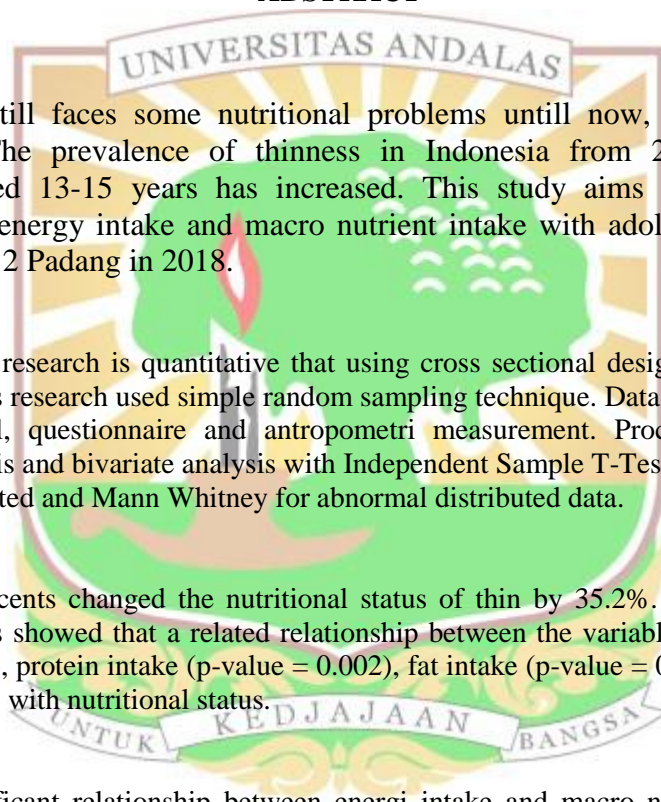 ABSTRACT
UNIVERSITAS ANDALAS
till faces some nutritional problems untill now,
The prevalence of thinness in Indonesia from 2
ed 13-15 years has increased. This study aims
energy intake and macro nutrient intake with adol
2 Padang in 2018.
research is quantitative that using cross sectional desig
s research used simple random sampling technique. Data
l, questionnaire and antropometri measurement. Proc
is and bivariate analysis with Independent Sample T-Tes
ted and Mann Whitney for abnormal distributed data.
cents changed the nutritional status of thin by 35.2%.
s showed that a related relationship between the variabl
, protein intake (p-value = 0.002), fat intake (p-value = 0
with nutritional status.
UNTUK KEDJAJAAN BANGSA
ficant relationship between energi intake and macro n